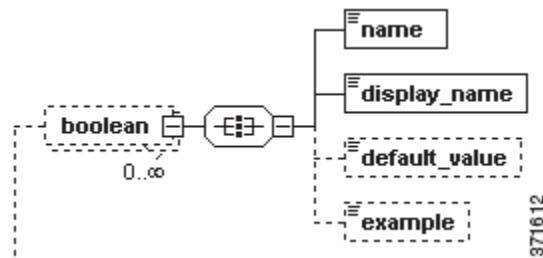 name
display_name
boolean
0..∞
default_value
example
371612